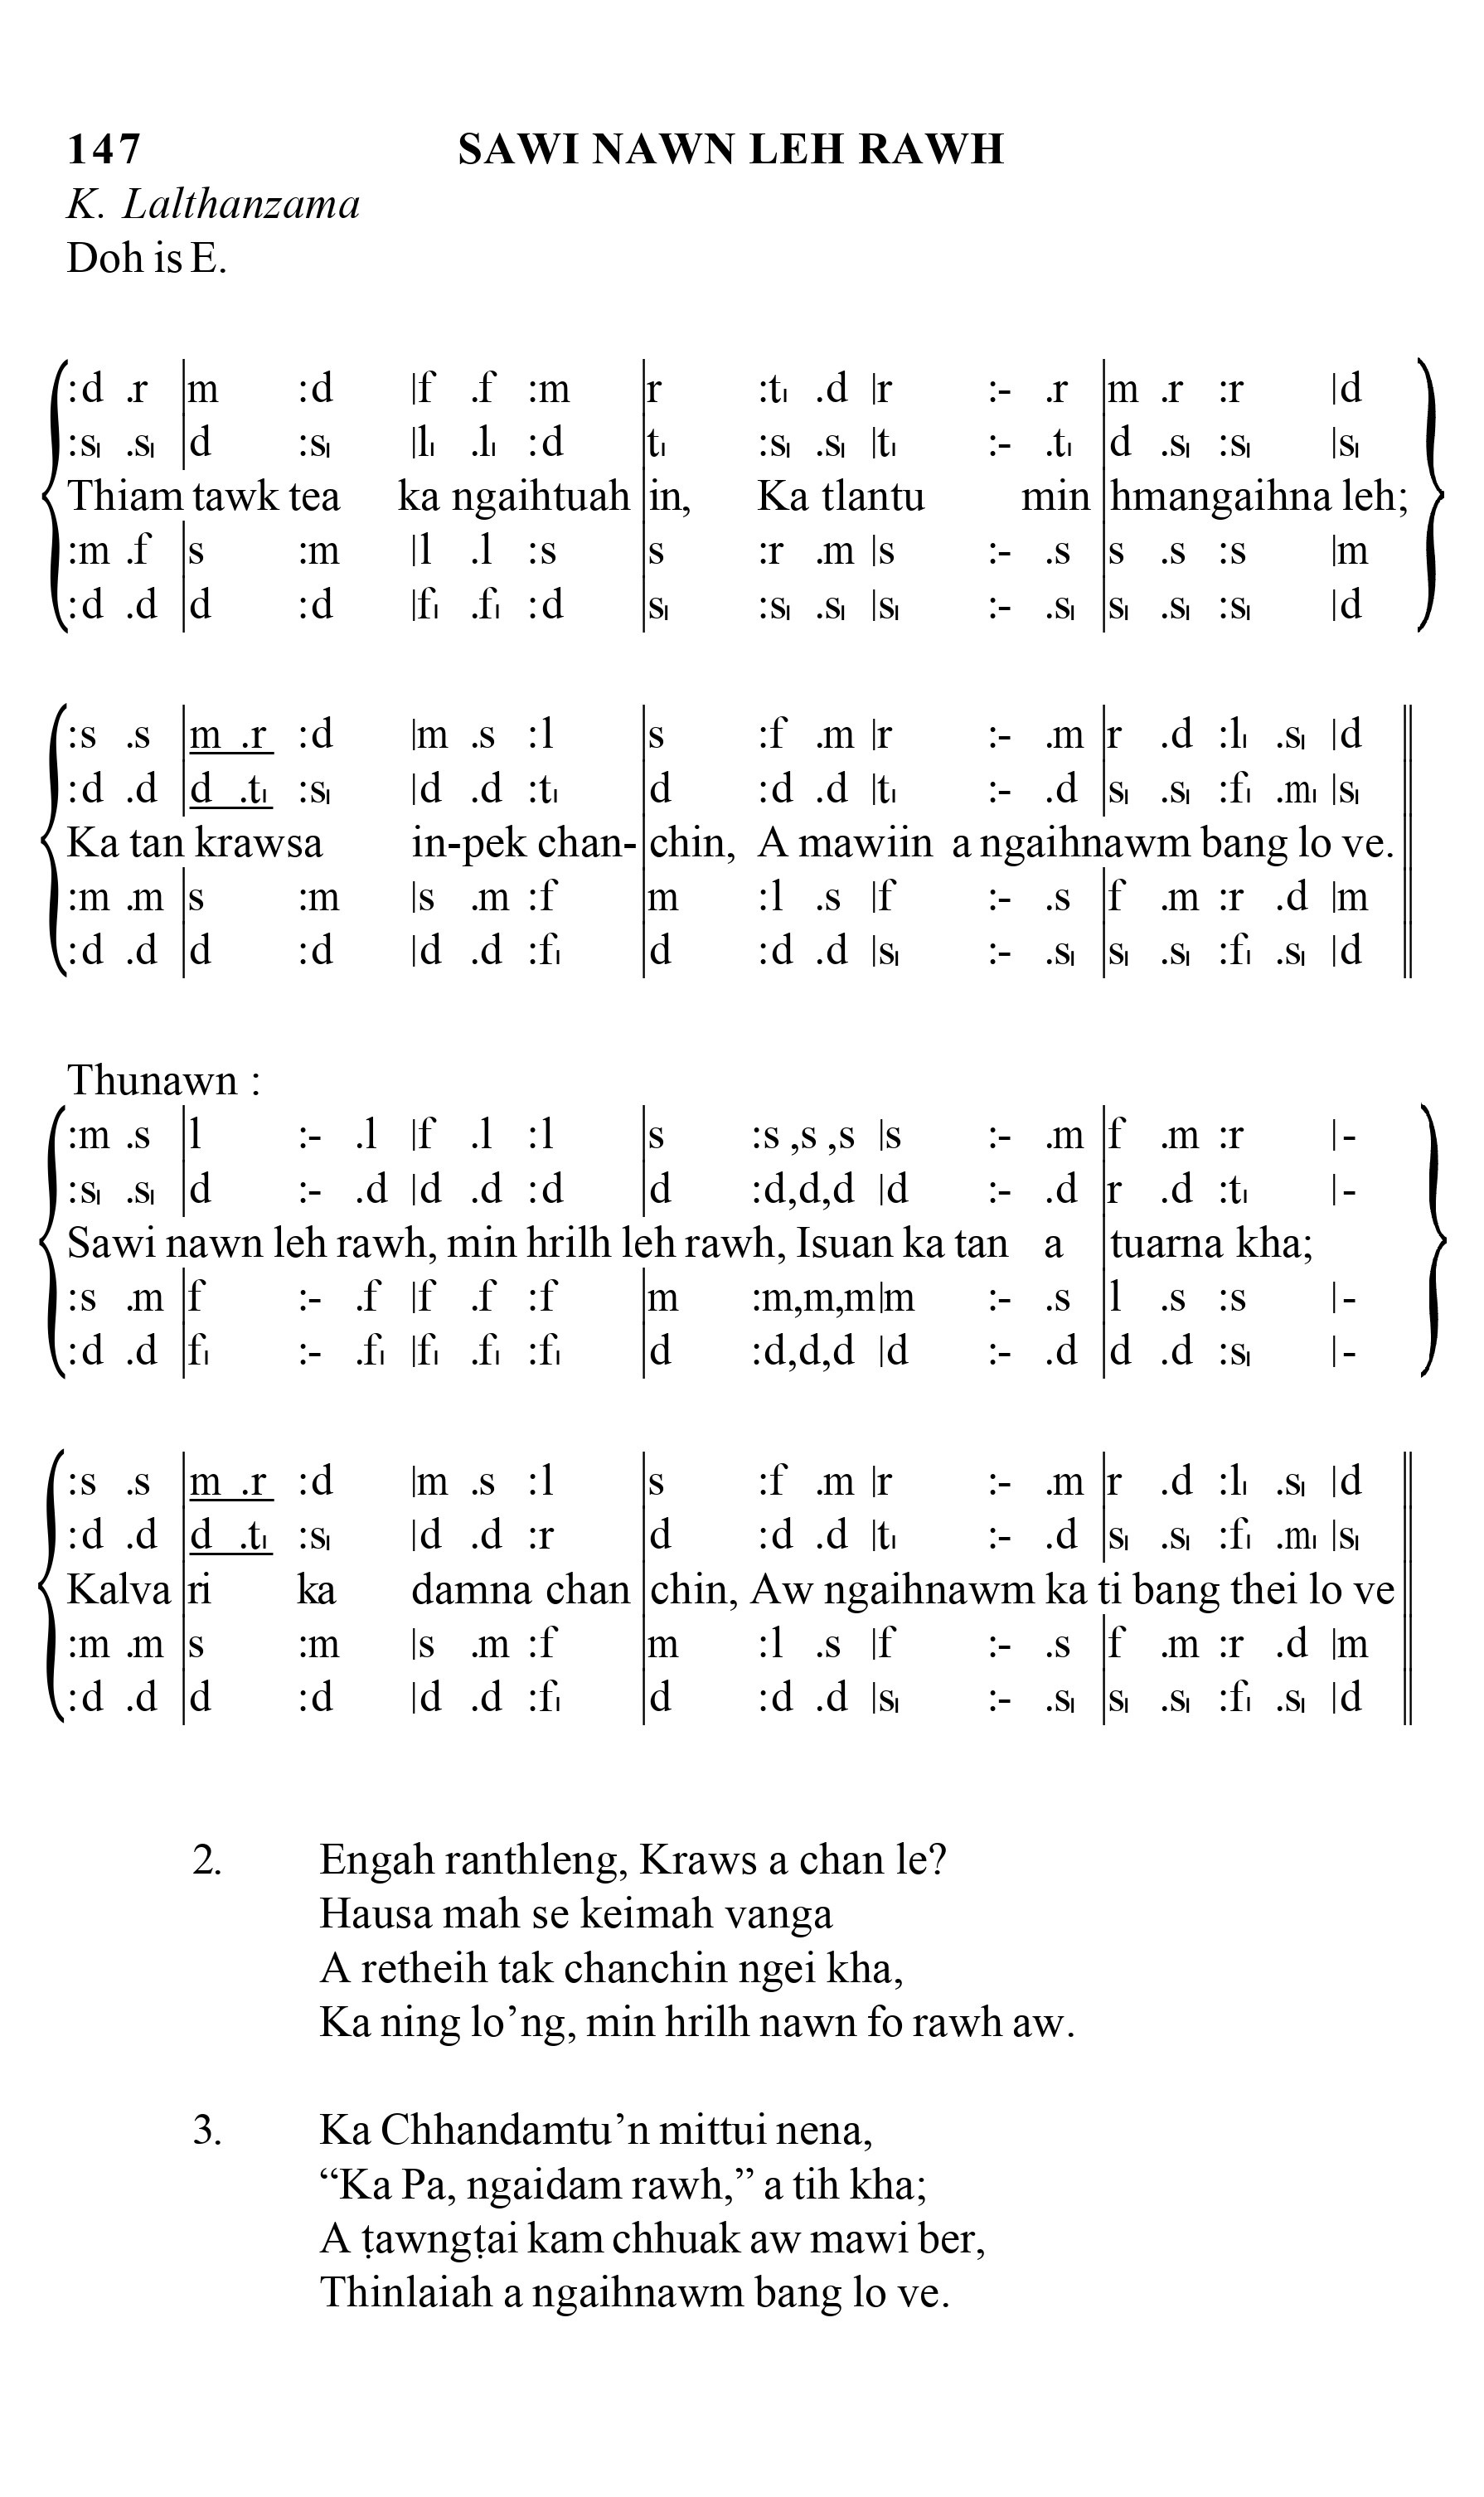 147 SAWI NAWN LEH RAWH
K. Lalthanzama
Doh is E.
:d .r |m :d |f .f :m |r :t₁ .d |r :- .r |m .r :r |d
:s₁ .s₁ |d :s₁ |l₁ .l₁ :d |t₁ :s₁ .s₁ |t₁ :- .t₁ |d .s₁ :s₁ |s₁
Thiam tawk tea ka ngaihtuah in, Ka tlantu min hmangaihna leh;
:m .f |s :m |l .l :s |s :r .m |s :- .s |s .s :s |m
:d .d |d :d |f₁ .f₁ :d |s₁ :s₁ .s₁ |s₁ :- .s₁ |s₁ .s₁ :s₁ |d
:s .s |m .r :d |m .s :l |s :f .m |r :- .m |r .d :l₁ .s₁ |d ||
:d .d |d .t₁ :s₁ |d .d :t₁ |d :d .d |t₁ :- .d |s₁ .s₁ :f₁ .m₁ |s₁ ||
Ka tan krawsa in-pek chan-chin, A mawiin a ngaihnawm bang lo ve.
:m .m |s :m |s .m :f |m :l .s |f :- .s |f .m :r .d |m ||
:d .d |d :d |d .d :f₁ |d :d .d |s₁ :- .s₁ |s₁ .s₁ :f₁ .s₁ |d ||
Thunawn :
:m .s |l :- .l |f .l :l |s :s ,s ,s |s :- .m |f .m :r |-
:s₁ .s₁ |d :- .d |d .d :d |d :d,d,d |d :- .d |r .d :t₁ |-
Sawi nawn leh rawh, min hrilh leh rawh, Isuan ka tan a tuarna kha;
:s .m |f :- .f |f .f :f |m :m,m,m|m :- .s |l .s :s |-
:d .d |f₁ :- .f₁ |f₁ .f₁ :f₁ |d :d,d,d |d :- .d |d .d :s₁ |-
:s .s |m .r :d |m .s :l |s :f .m |r :- .m |r .d :l₁ .s₁ |d ||
:d .d |d .t₁ :s₁ |d .d :r |d :d .d |t₁ :- .d |s₁ .s₁ :f₁ .m₁ |s₁ ||
Kalva ri ka damna chan chin, Aw ngaihnawm ka ti bang thei lo ve
:m .m |s :m |s .m :f |m :l .s |f :- .s |f .m :r .d |m ||
:d .d |d :d |d .d :f₁ |d :d .d |s₁ :- .s₁ |s₁ .s₁ :f₁ .s₁ |d ||
2. Engah ranthleng, Kraws a chan le?
Hausa mah se keimah vanga
A retheih tak chanchin ngei kha,
Ka ning lo’ng, min hrilh nawn fo rawh aw.
3. Ka Chhandamtu’n mittui nena,
“Ka Pa, ngaidam rawh,” a tih kha;
A ṭawngṭai kam chhuak aw mawi ber,
Thinlaiah a ngaihnawm bang lo ve.